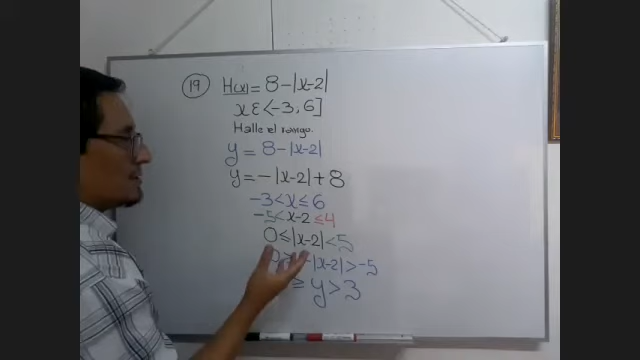 19 H(x) = 8-|x-2|
x ε <-3, 6]
Halle el rango.
y = 8-|x-2|
y = -|x-2| + 8
-3 < x ≤ 6
-5 < x-2 ≤ 4
0 ≤ |x-2| < 5
0 ≥ -|x-2| > -5
≥ y > 3